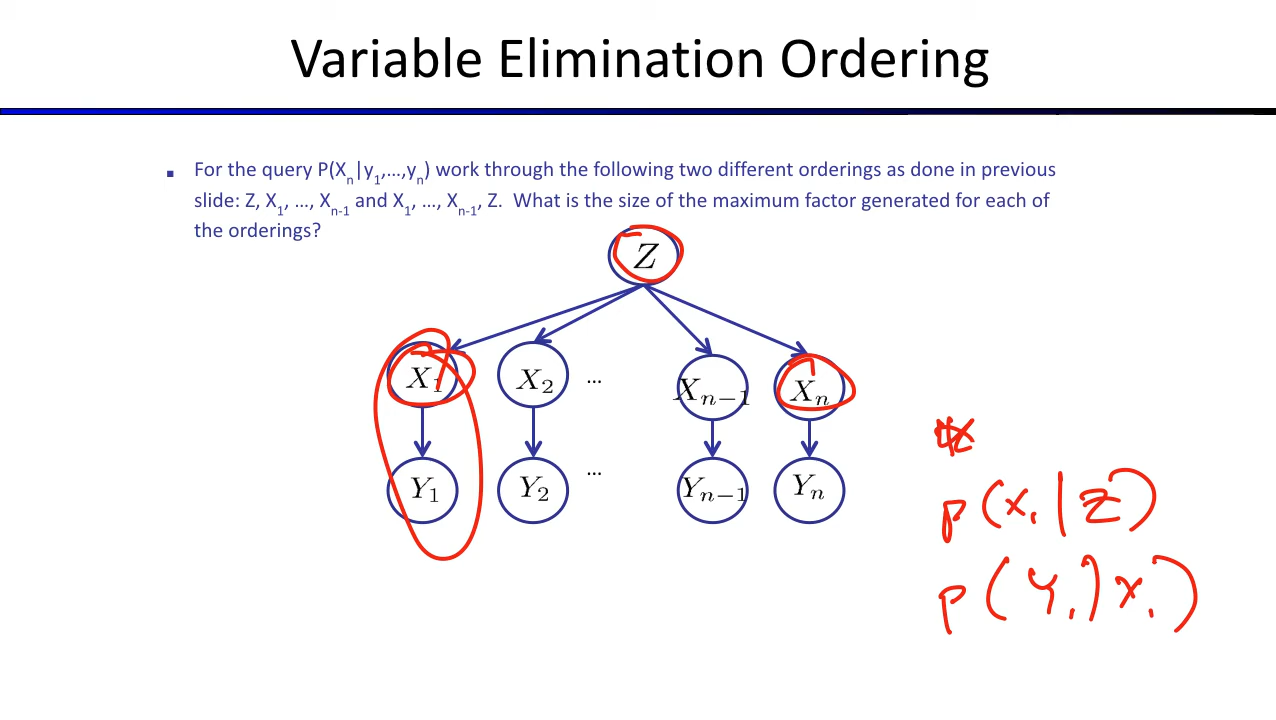 Variable Elimination Ordering
▪ For the query P(Xn|y1,…,yn) work through the following two different orderings as done in previous
slide: Z, X1, …, Xn-1 and X1, …, Xn-1, Z. What is the size of the maximum factor generated for each of
the orderings?
Z
X1 X2 ... Xn−1 Xn
Y1 Y2 ... Yn−1 Yn
p(x1|Z)
p(Y1|x1)